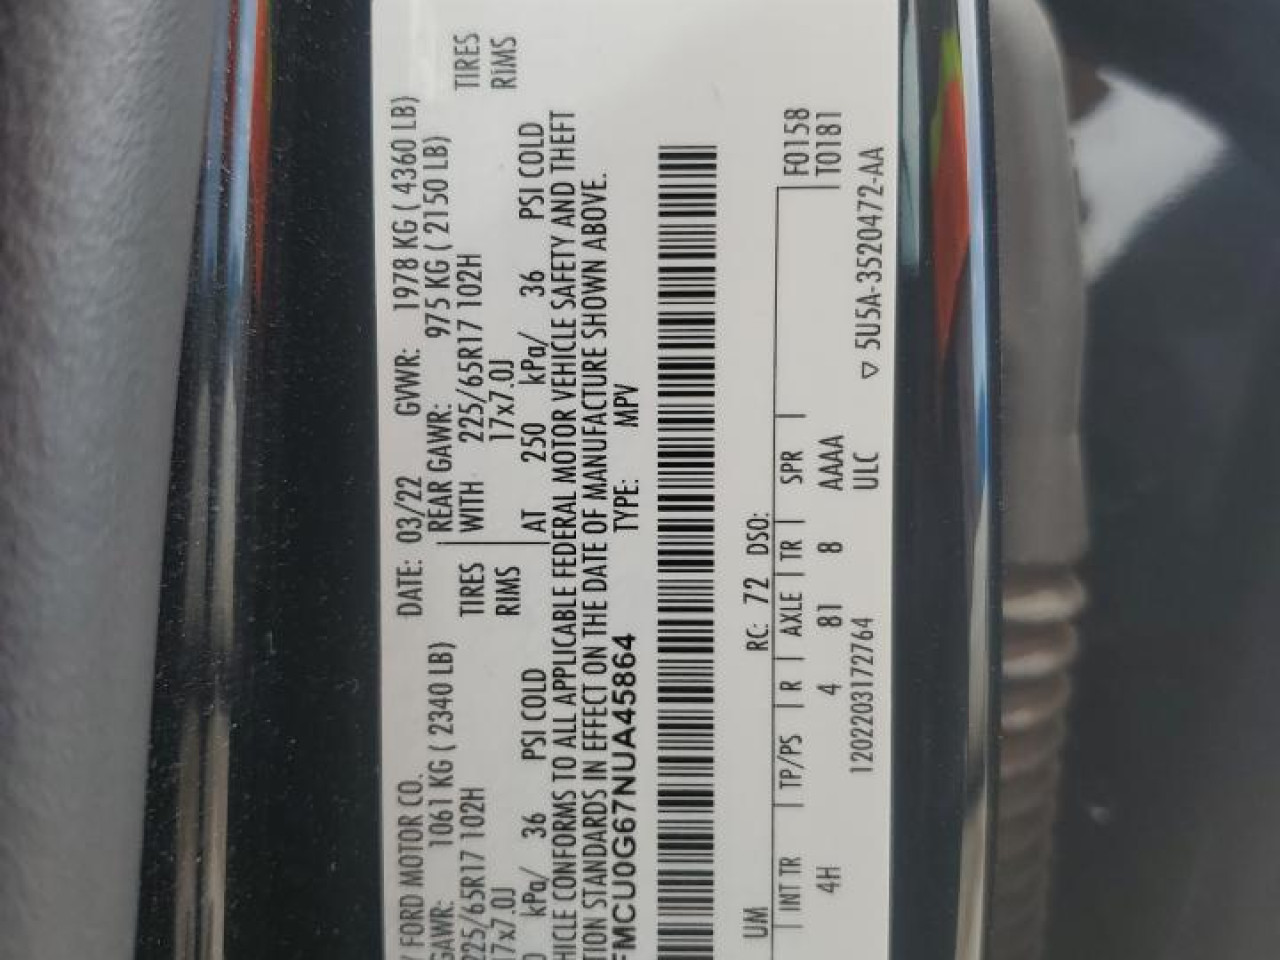 / FORD MOTOR CO. DATE: 03/22 GVWR: 1978 KG ( 4360 LB)
GAWR: 1061 KG ( 2340 LB) REAR GAWR: 975 KG ( 2150 LB)
225/65R17 102H TIRES WITH 225/65R17 102H TIRES
17x7.0J RIMS 17x7.0J RIMS
0 kPa/ 36 PSI COLD AT 250 kPa/ 36 PSI COLD
HICLE CONFORMS TO ALL APPLICABLE FEDERAL MOTOR VEHICLE SAFETY AND THEFT
TION STANDARDS IN EFFECT ON THE DATE OF MANUFACTURE SHOWN ABOVE.
FMCU0G67NUA45864 TYPE: MPV
UM RC: 72 DSO:
INT TR TP/PS R AXLE TR SPR F0158
4H 4 81 8 AAAA T0181
1202203172764 ULC
▽ 5U5A-3520472-AA